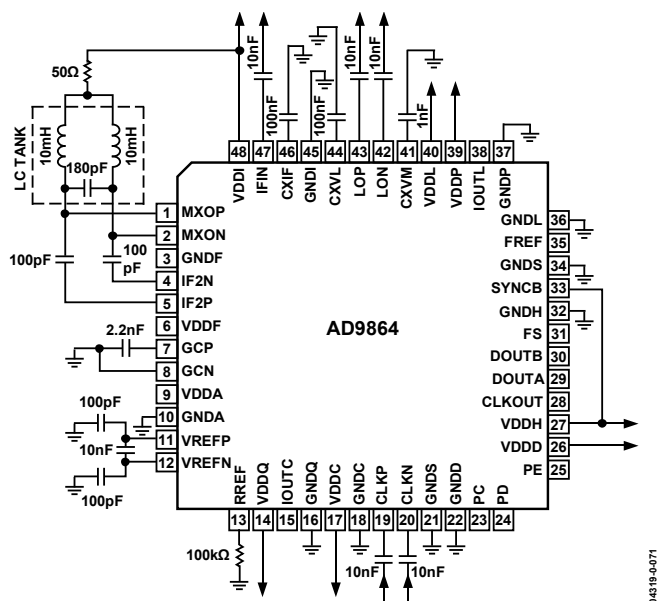 10nF
10nF
10nF
50Ω
100nF
100nF
1nF
LC TANK
10mH
10mH
180pF
48 47 46 45 44 43 42 41 40 39 38 37
VDDI IFIN CXIF GNDI CXVL LOP LON CXVM VDDL VDDP IOUTL GNDP
1 MXOP
2 MXON
3 GNDF
4 IF2N
5 IF2P
6 VDDF
7 GCP
8 GCN
9 VDDA
10 GNDA
11 VREFP
12 VREFN
100pF
100
pF
2.2nF
100pF
10nF
100pF
AD9864
GNDL 36
FREF 35
GNDS 34
SYNCB 33
GNDH 32
FS 31
DOUTB 30
DOUTA 29
CLKOUT 28
VDDH 27
VDDD 26
PE 25
RREF VDDQ IOUTC GNDQ VDDC GNDC CLKP CLKN GNDS GNDD PC PD
13 14 15 16 17 18 19 20 21 22 23 24
100kΩ
10nF
10nF
04319-0-071